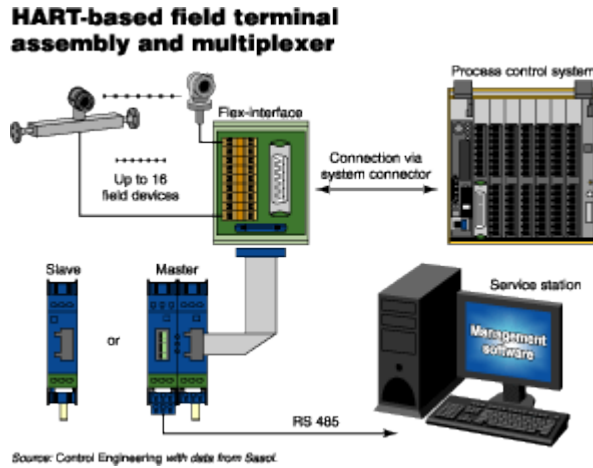 HART-based field terminal
assembly and multiplexer
Process control system
Flex-interface
Connection via
system connector
Up to 16
field devices
Slave
Master
Service station
or
Management
software
RS 485
Source: Control Engineering with data from Sasol.